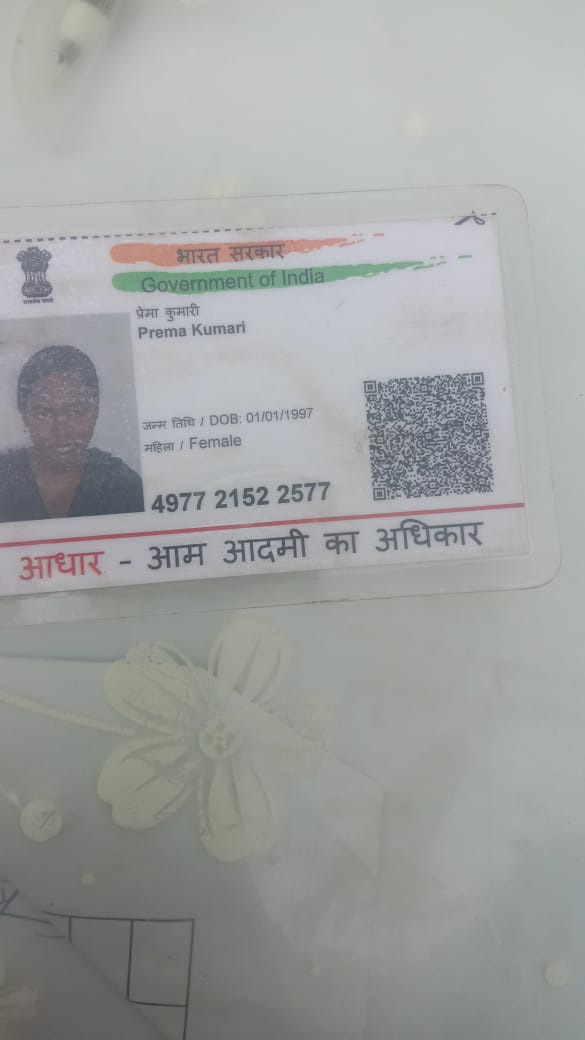 भारत सरकार
Government of India
प्रेमा कुमारी
Prema Kumari
जन्म तिथि / DOB: 01/01/1997
महिला / Female
4977 2152 2577
आधार - आम आदमी का अधिकार